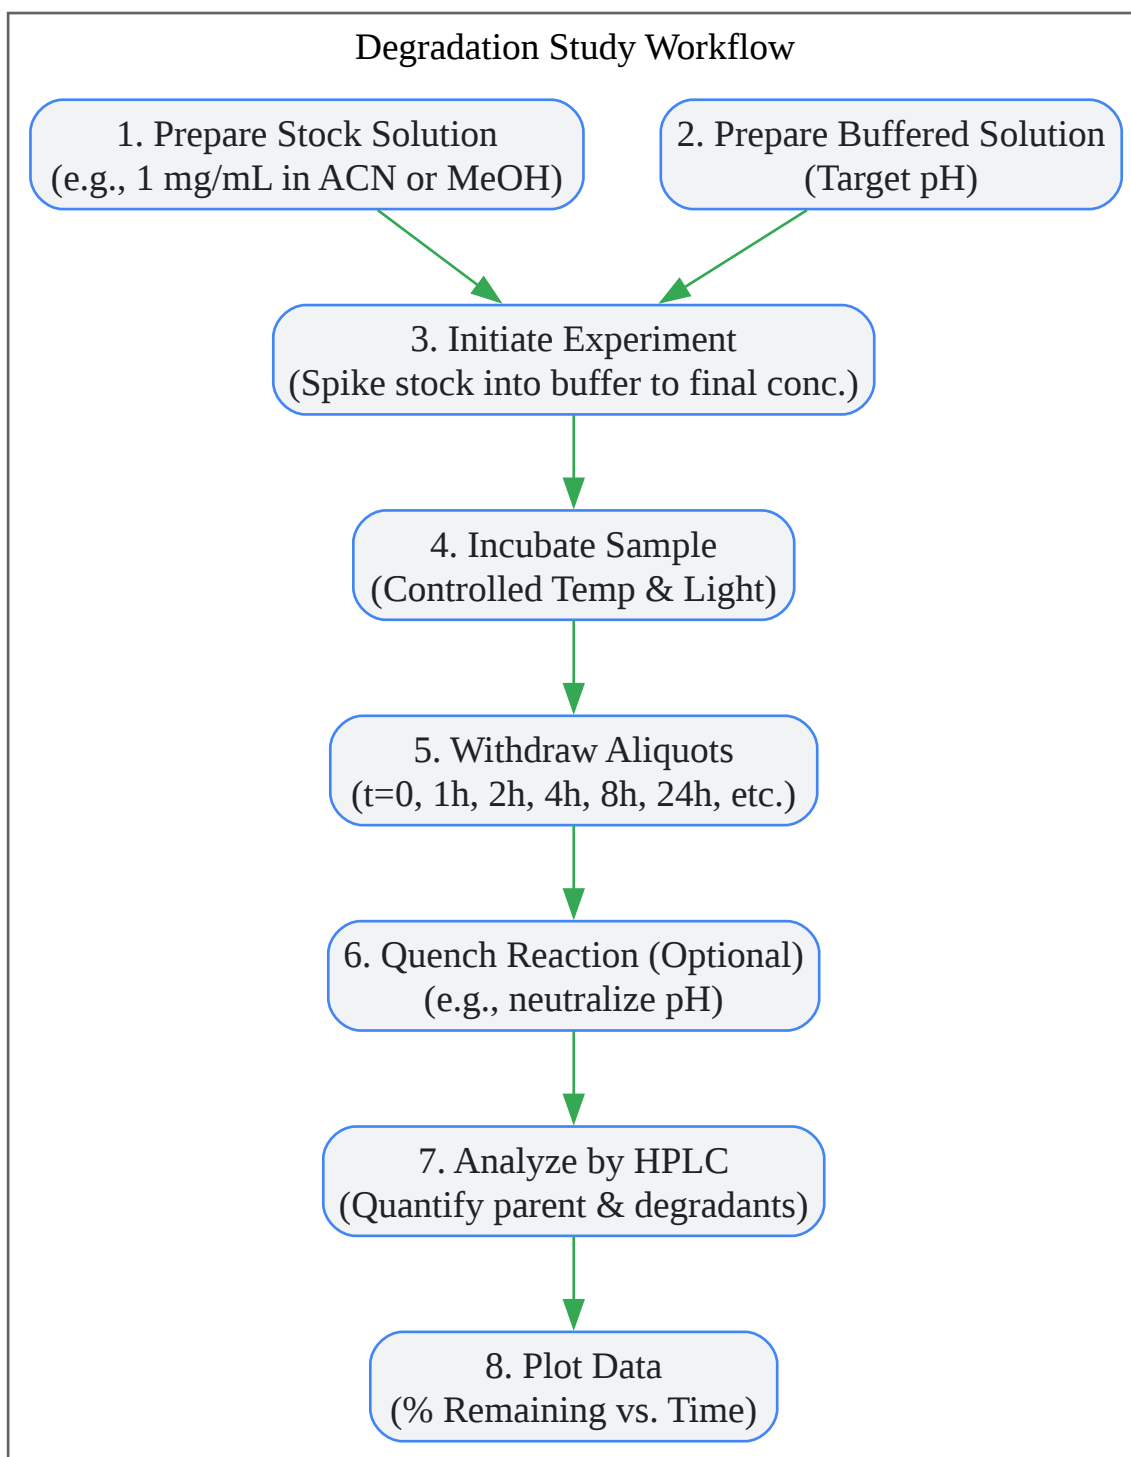 Degradation Study Workflow
1. Prepare Stock Solution
(e.g., 1 mg/mL in ACN or MeOH)
2. Prepare Buffered Solution
(Target pH)
3. Initiate Experiment
(Spike stock into buffer to final conc.)
4. Incubate Sample
(Controlled Temp & Light)
5. Withdraw Aliquots
(t=0, 1h, 2h, 4h, 8h, 24h, etc.)
6. Quench Reaction (Optional)
(e.g., neutralize pH)
7. Analyze by HPLC
(Quantify parent & degradants)
8. Plot Data
(% Remaining vs. Time)